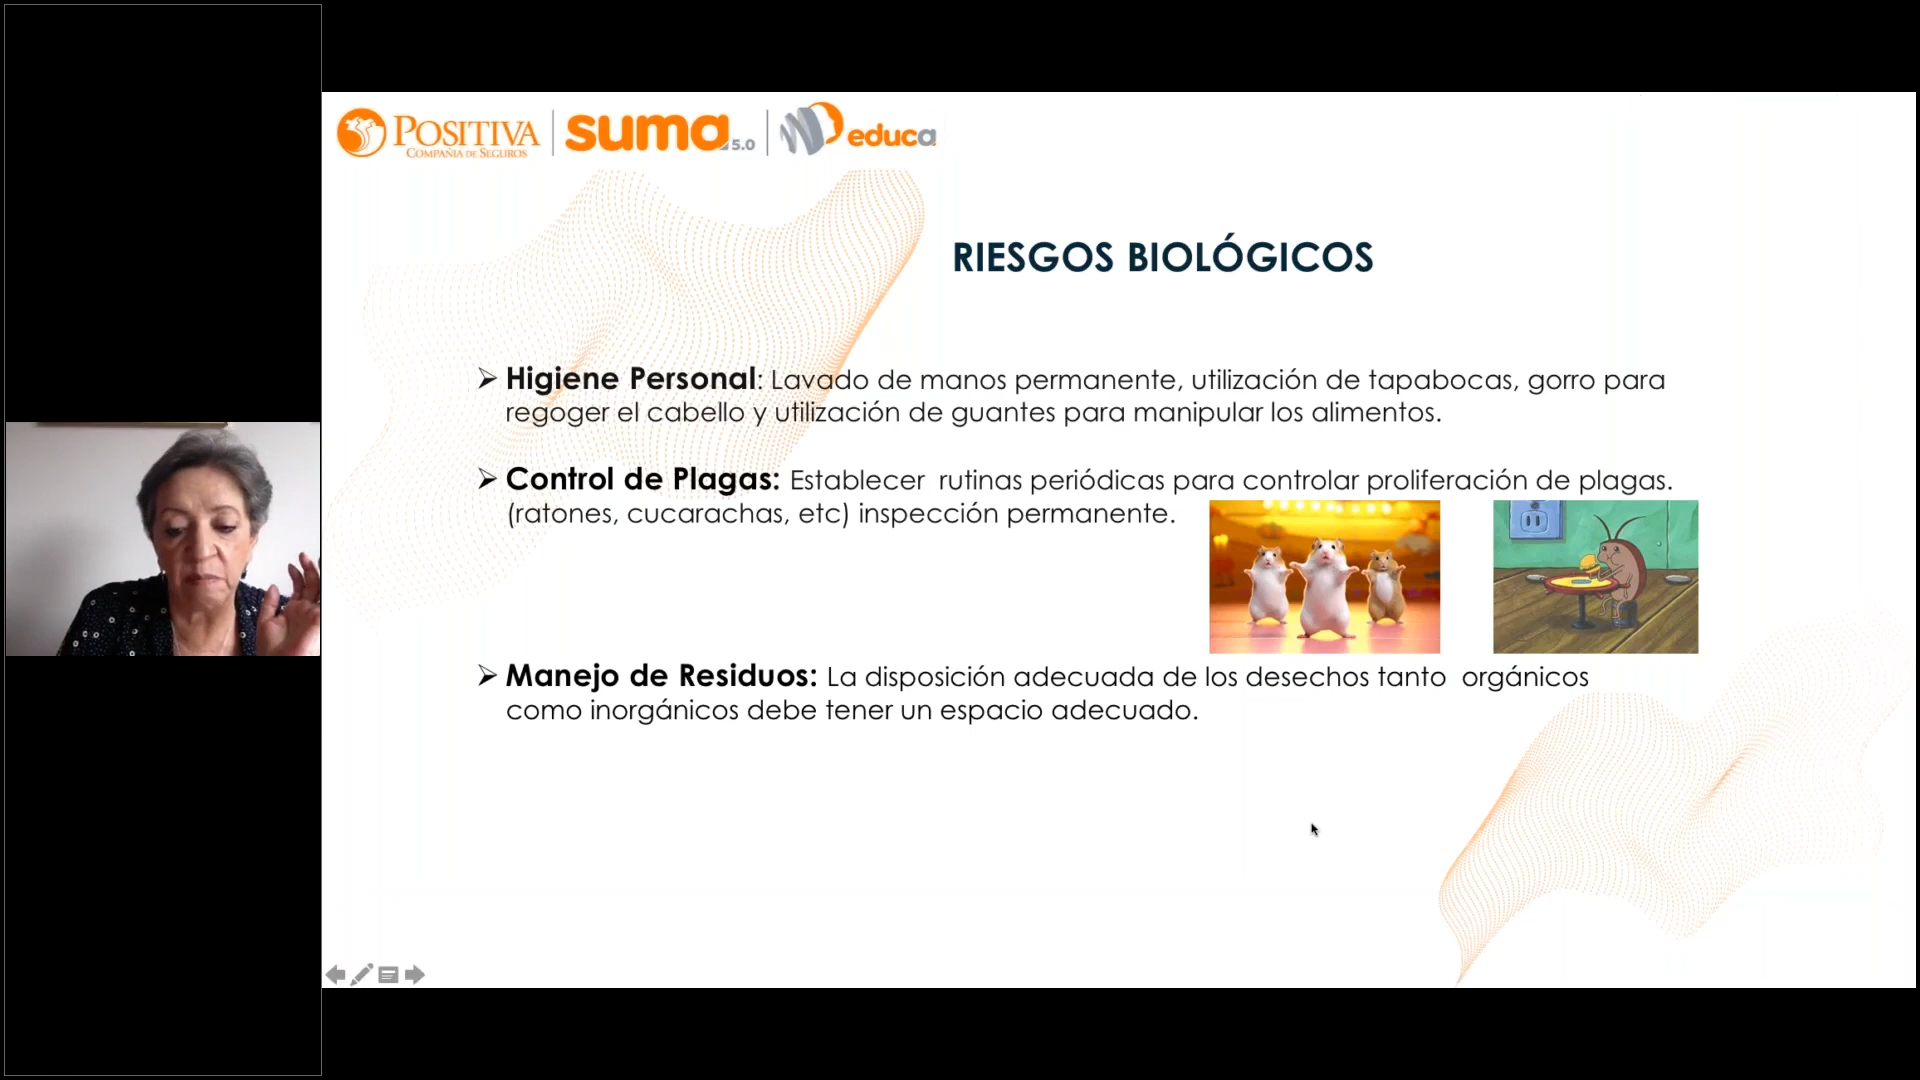 POSITIVA
COMPAÑIA DE SEGUROS
suma 5.0
educa
RIESGOS BIOLÓGICOS
Higiene Personal: Lavado de manos permanente, utilización de tapabocas, gorro para
regoger el cabello y utilización de guantes para manipular los alimentos.
Control de Plagas: Establecer rutinas periódicas para controlar proliferación de plagas.
(ratones, cucarachas, etc) inspección permanente.
Manejo de Residuos: La disposición adecuada de los desechos tanto orgánicos
como inorgánicos debe tener un espacio adecuado.